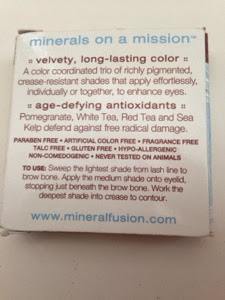 minerals on a mission™
:: velvety, long-lasting color ::
A color coordinated trio of richly pigmented,
crease-resistant shades that apply effortlessly,
individually or together, to enhance eyes.
:: age-defying antioxidants ::
Pomegranate, White Tea, Red Tea and Sea
Kelp defend against free radical damage.
PARABEN FREE • ARTIFICIAL COLOR FREE • FRAGRANCE FREE
TALC FREE • GLUTEN FREE • HYPO-ALLERGENIC
NON-COMEDOGENIC • NEVER TESTED ON ANIMALS
TO USE: Sweep the lightest shade from lash line to
brow bone. Apply the medium shade onto eyelid,
stopping just beneath the brow bone. Work the
deepest shade into crease to contour.
www.mineralfusion.com